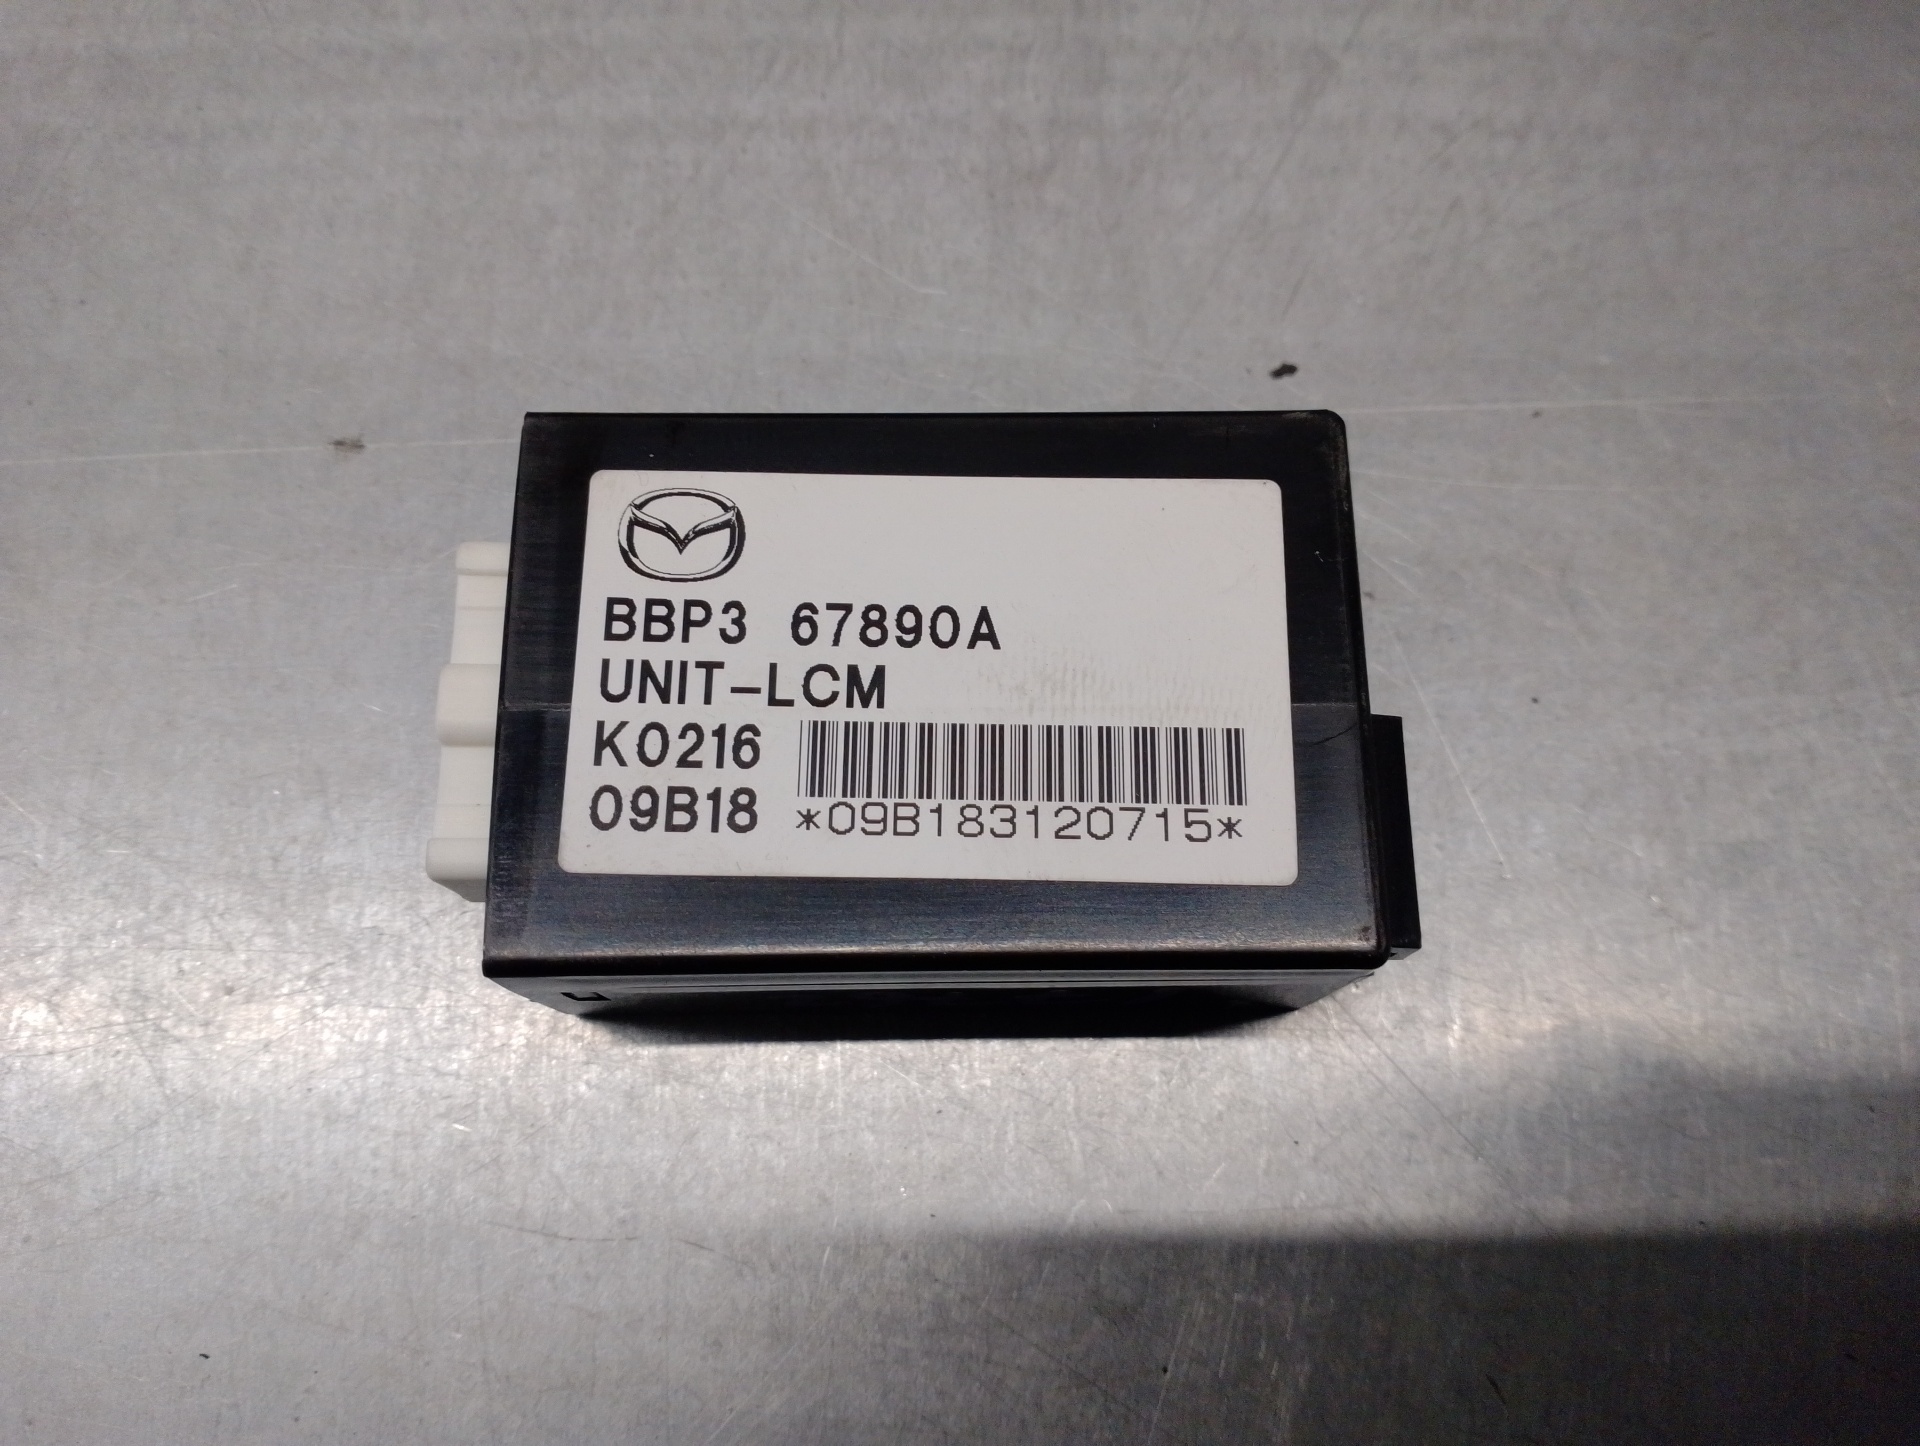 BBP3 67890A
UNIT-LCM
K0216
09B18
*09B183120715*